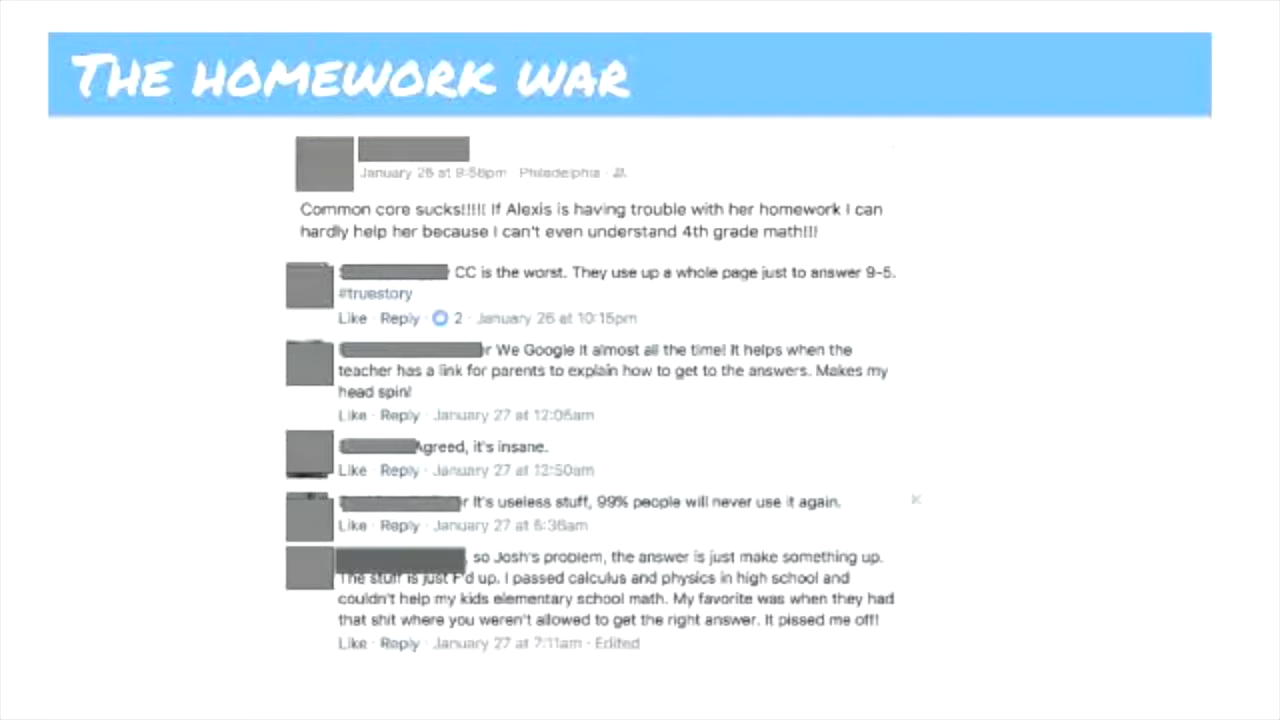 THE HOMEWORK WAR
January 26 at 9:58pm · Philadelphia ·
Common core sucks!!!!! If Alexis is having trouble with her homework I can
hardly help her because I can't even understand 4th grade math!!!
CC is the worst. They use up a whole page just to answer 9-5.
#truestory
Like · Reply · 2 · January 26 at 10:15pm
r We Google it almost all the time! It helps when the
teacher has a link for parents to explain how to get to the answers. Makes my
head spin!
Like · Reply · January 27 at 12:06am
Agreed, it's insane.
Like · Reply · January 27 at 12:50am
r It's useless stuff, 99% people will never use it again.
Like · Reply · January 27 at 6:36am
, so Josh's problem, the answer is just make something up.
The stuff is just F'd up. I passed calculus and physics in high school and
couldn't help my kids elementary school math. My favorite was when they had
that shit where you weren't allowed to get the right answer. It pissed me off!
Like · Reply · January 27 at 7:11am · Edited